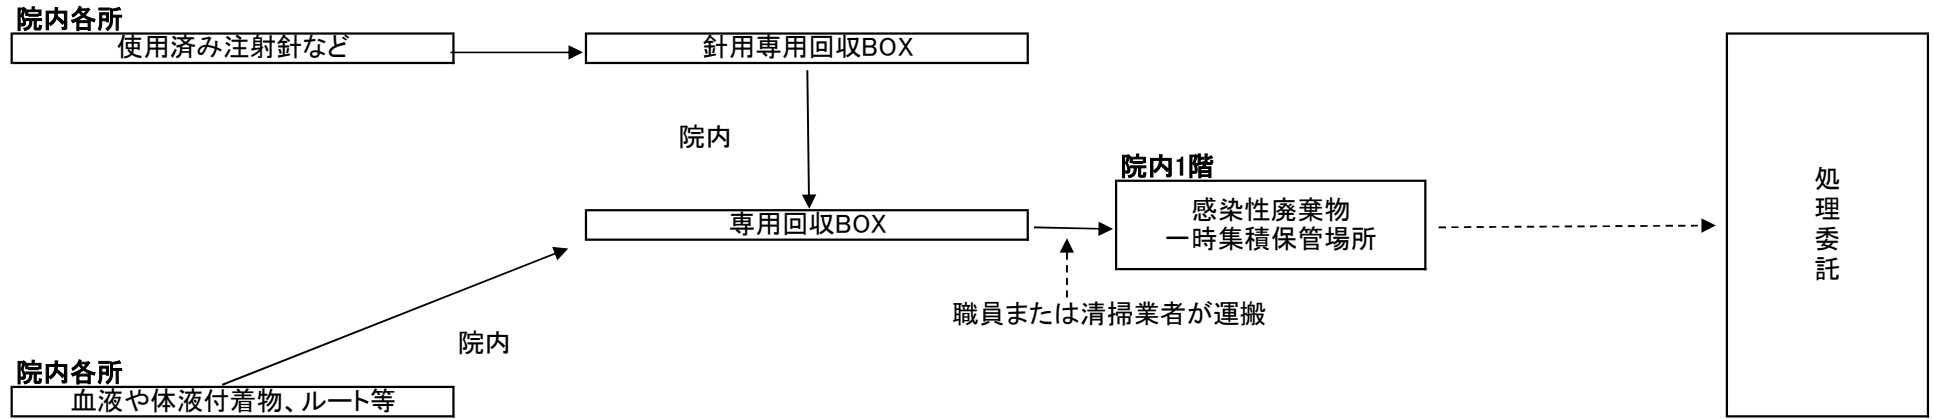 院内各所
使用済み注射針など
針用専用回収BOX
院内
院内1階
専用回収BOX
感染性廃棄物
一時集積保管場所
処理委託
職員または清掃業者が運搬
院内
院内各所
血液や体液付着物、ルート等